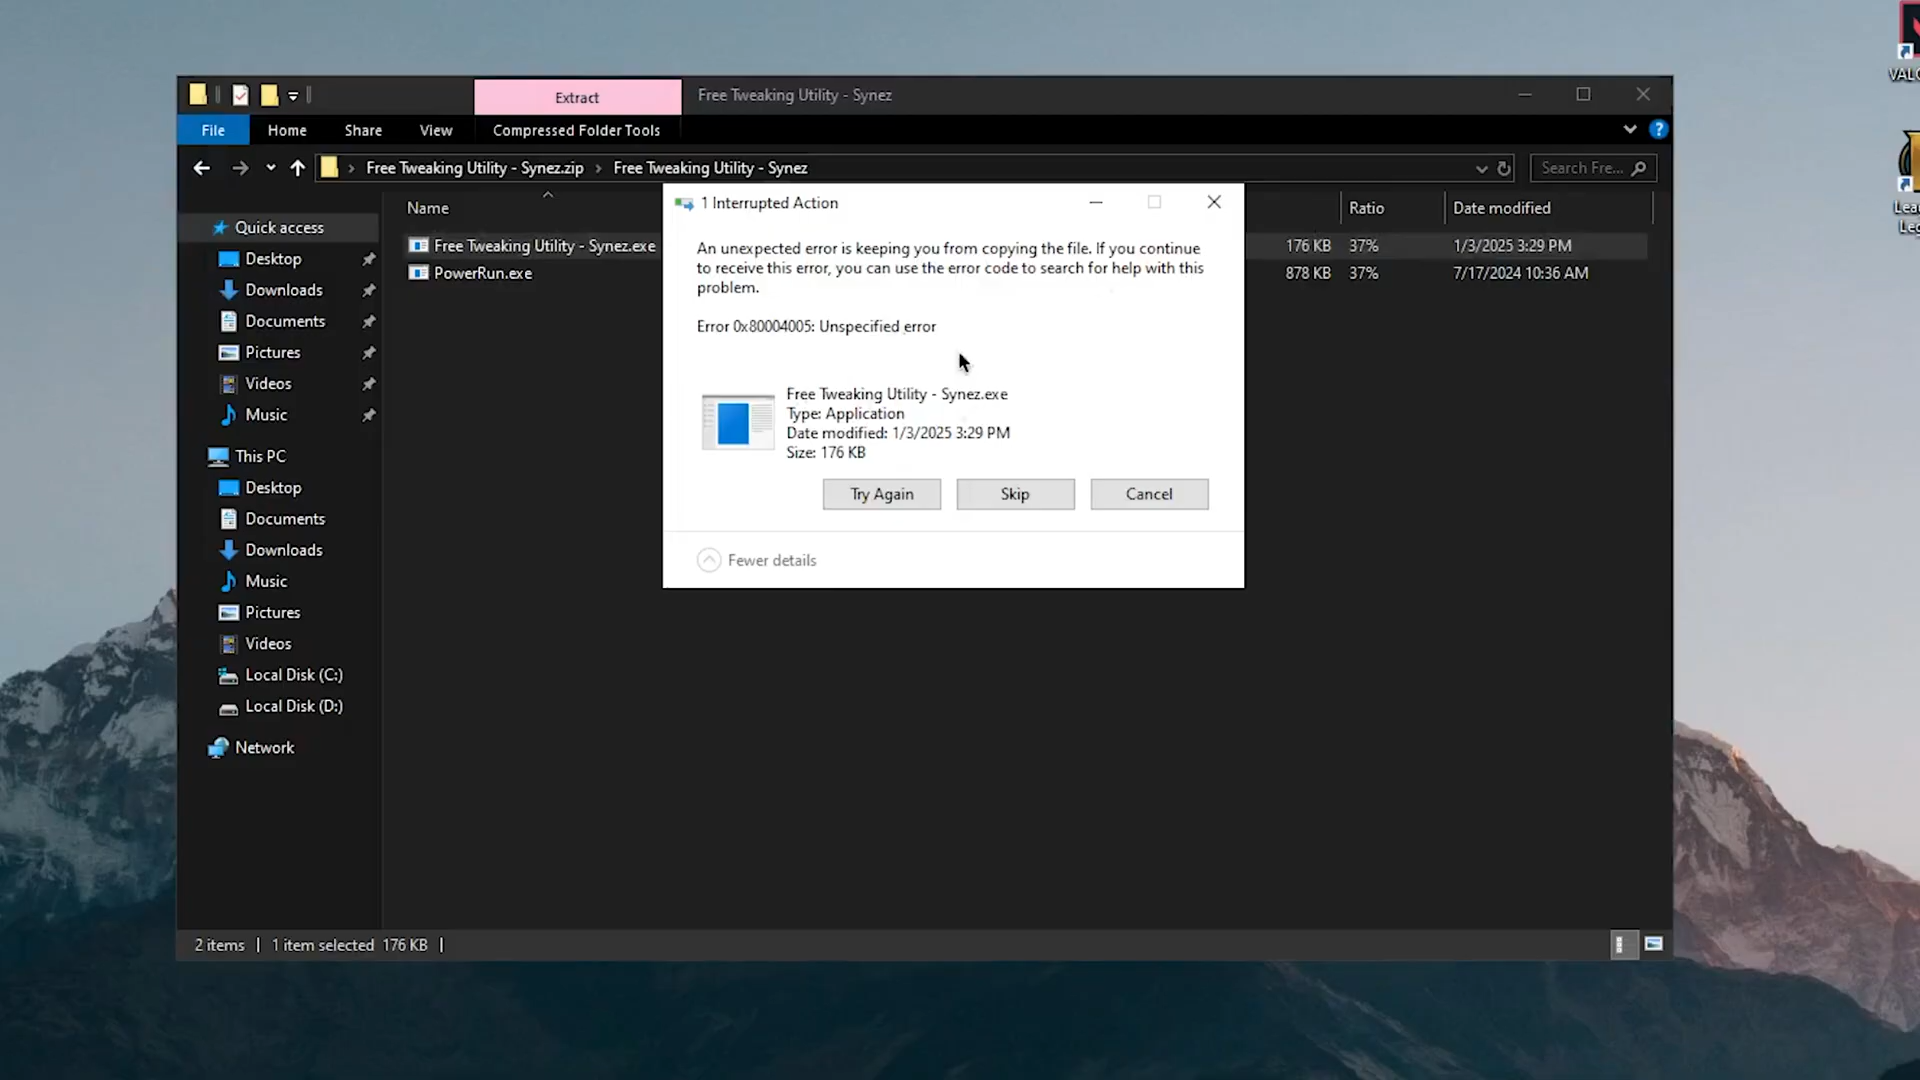 Extract
Free Tweaking Utility - Synez
File
Home
Share
View
Compressed Folder Tools
Free Tweaking Utility - Synez.zip
Free Tweaking Utility - Synez
Search Fre...
Name
Ratio
Date modified
Free Tweaking Utility - Synez.exe
176 KB
37%
1/3/2025 3:29 PM
PowerRun.exe
878 KB
37%
7/17/2024 10:36 AM
Quick access
Desktop
Downloads
Documents
Pictures
Videos
Music
This PC
Desktop
Documents
Downloads
Music
Pictures
Videos
Local Disk (C:)
Local Disk (D:)
Network
1 Interrupted Action
An unexpected error is keeping you from copying the file. If you continue
to receive this error, you can use the error code to search for help with this
problem.
Error 0x80004005: Unspecified error
Free Tweaking Utility - Synez.exe
Type: Application
Date modified: 1/3/2025 3:29 PM
Size: 176 KB
Try Again
Skip
Cancel
Fewer details
2 items
1 item selected 176 KB